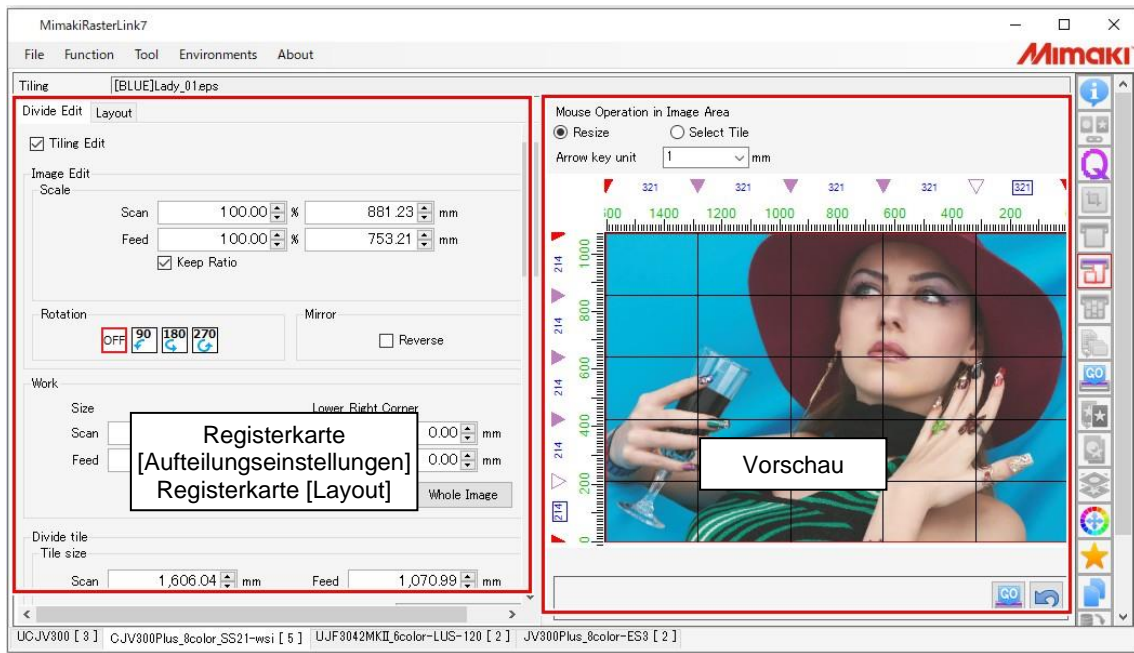 MimakiRasterLink7
File Function Tool Environments About
Mimaki
Tiling [BLUE]Lady_01.eps
Divide Edit Layout
Tiling Edit
Image Edit
Scale
Scan 100.00 % 881.23 mm
Feed 100.00 % 753.21 mm
Keep Ratio
Rotation Mirror
OFF 90 180 270 Reverse
Work
Size Lower Right Corner
Scan 0.00 mm
Feed 0.00 mm
Whole Image
Registerkarte
[Aufteilungseinstellungen]
Registerkarte [Layout]
Divide tile
Tile size
Scan 1,606.04 mm Feed 1,070.99 mm
Mouse Operation in Image Area
Resize Select Tile
Arrow key unit 1 mm
321 321 321 321 321
1400 1200 1000 800 600 400 200
1000 800 600 400 200 0
214 214 214 214 214
Vorschau
GO
Q
GO
UCJV300 [ 3 ] CJV300Plus_8color_SS21-wsi [ 5 ] UJF3042MKII_6color-LUS-120 [ 2 ] JV300Plus_8color-ES3 [ 2 ]